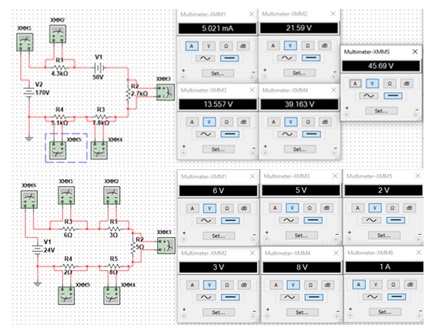 XMM1
XMM2
R1
4.3kΩ
V1
50V
V2
170V
R2
2.7kΩ
XMM3
R4
9.1kΩ
R3
7.8kΩ
XMM5
XMM4
Multimeter-XMM1
5.021 mA
A V Ω dB
Set...
Multimeter-XMM2
21.59 V
A V Ω dB
Set...
Multimeter-XMM5
45.69 V
A V Ω dB
Set...
Multimeter-XMM3
13.557 V
A V Ω dB
Set...
Multimeter-XMM4
39.163 V
A V Ω dB
Set...
XMM6
XMM1
XMM2
R3
6Ω
R1
3Ω
V1
24V
R2
5Ω
XMM3
R4
2Ω
R5
8Ω
XMM5
XMM4
Multimeter-XMM1
6 V
A V Ω dB
Set...
Multimeter-XMM3
5 V
A V Ω dB
Set...
Multimeter-XMM5
2 V
A V Ω dB
Set...
Multimeter-XMM2
3 V
A V Ω dB
Set...
Multimeter-XMM4
8 V
A V Ω dB
Set...
Multimeter-XMM6
1 A
A V Ω dB
Set...